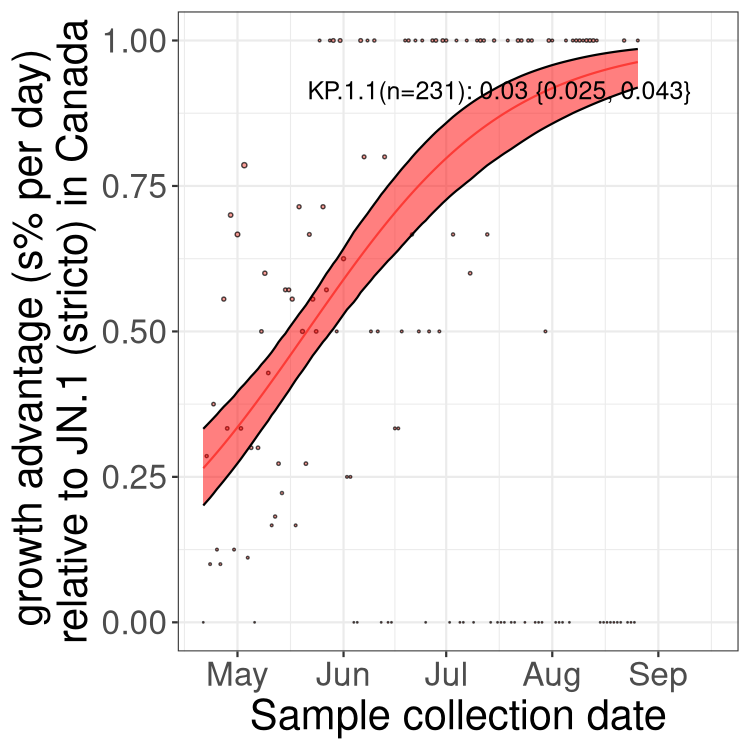 growth advantage (s% per day)
relative to JN.1 (stricto) in Canada
1.00
0.75
0.50
0.25
0.00
KP.1.1(n=231): 0.03 {0.025, 0.043}
May Jun Jul Aug Sep
Sample collection date